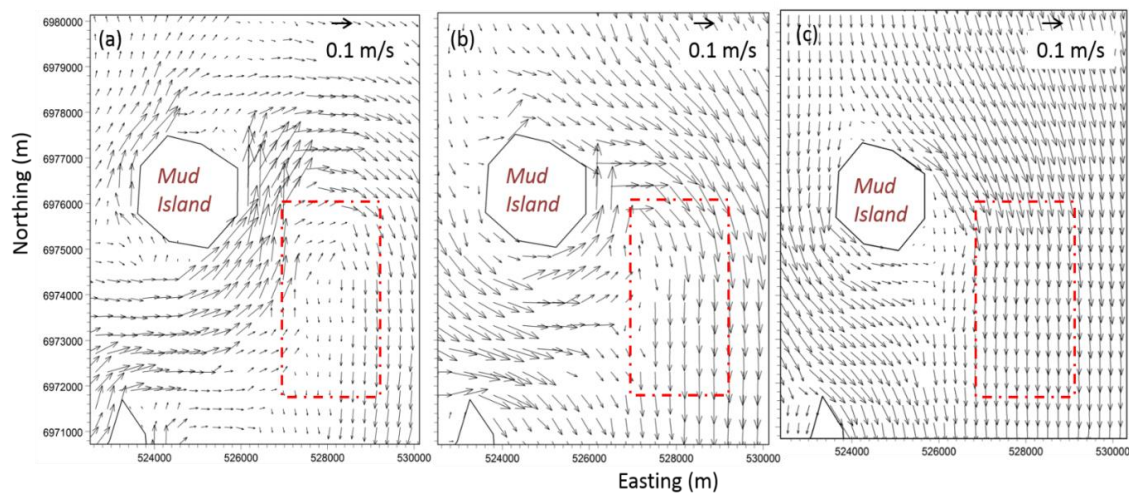 Northing (m)
6980000
6979000
6978000
6977000
6976000
6975000
6974000
6973000
6972000
6971000
(a)
0.1 m/s
Mud
Island
524000
526000
528000
530000
(b)
0.1 m/s
Mud
Island
524000
526000
528000
530000
(c)
0.1 m/s
Mud
Island
524000
526000
528000
530000
Easting (m)